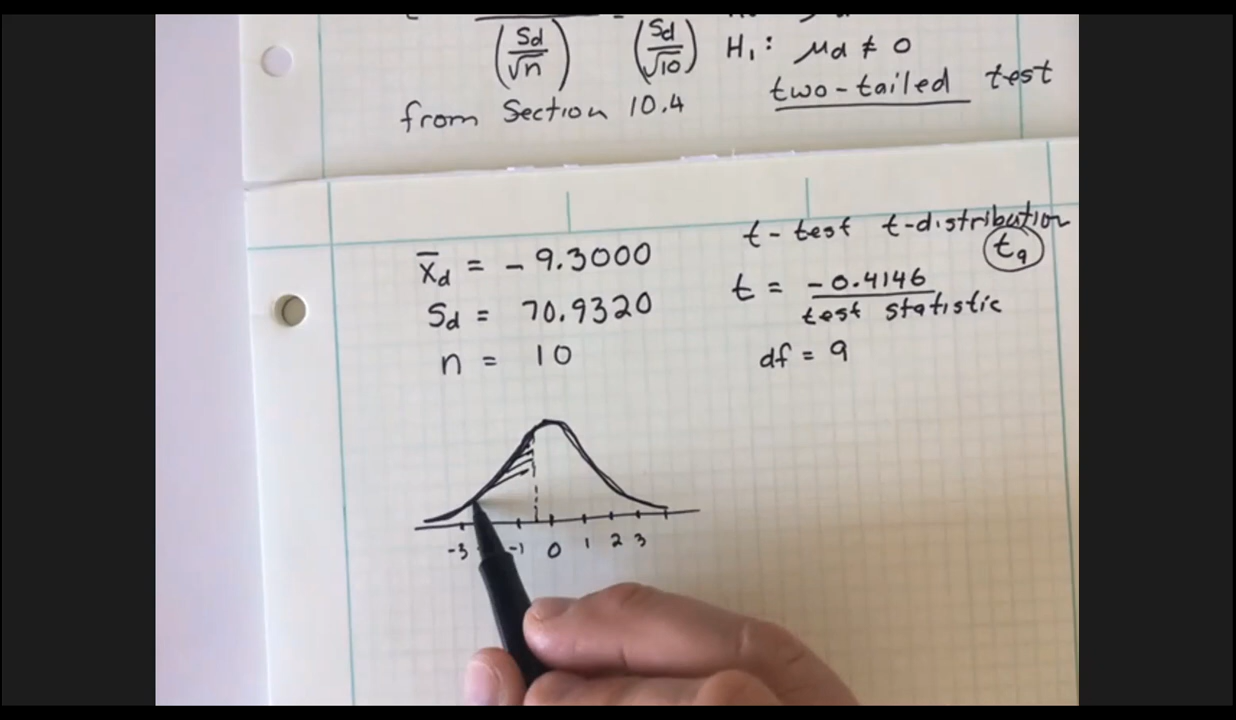 (Sd/√n) (Sd/√10) H₁: μd ≠ 0
from Section 10.4 two-tailed test
t-test t-distribution
x̄d = -9.3000 t₉
t = -0.4146
Sd = 70.9320 test statistic
n = 10 df = 9
-3 -1 0 1 2 3